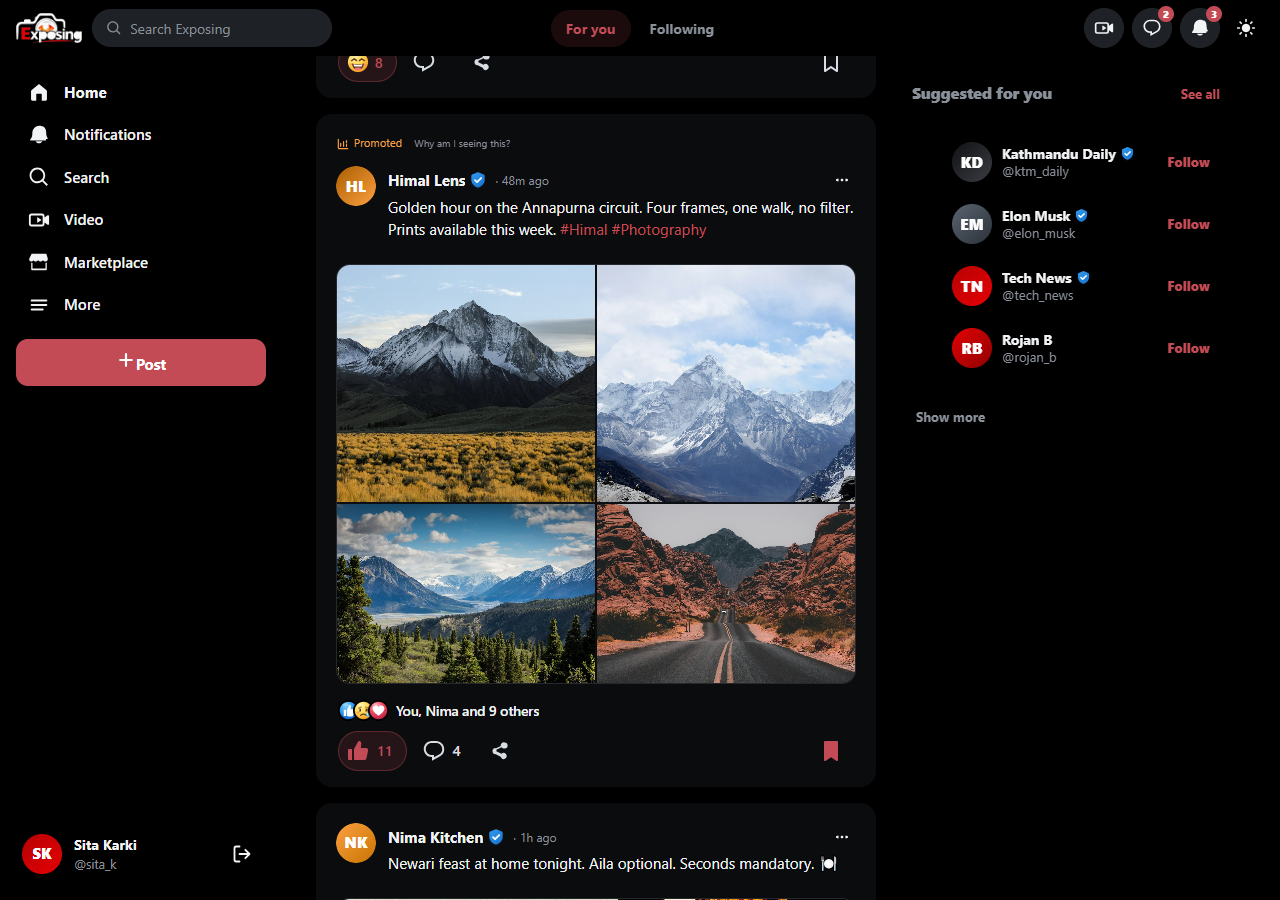 Exposing
Search Exposing
For you
Following
2
3
Home
Notifications
Search
Video
Marketplace
More
Post
SK
Sita Karki
@sita_k
8
Promoted
Why am I seeing this?
HL
Himal Lens
· 48m ago
Golden hour on the Annapurna circuit. Four frames, one walk, no filter.
Prints available this week. #Himal #Photography
You, Nima and 9 others
11
4
NK
Nima Kitchen
· 1h ago
Newari feast at home tonight. Aila optional. Seconds mandatory. 🍽
Suggested for you
See all
KD
Kathmandu Daily
@ktm_daily
Follow
EM
Elon Musk
@elon_musk
Follow
TN
Tech News
@tech_news
Follow
RB
Rojan B
@rojan_b
Follow
Show more